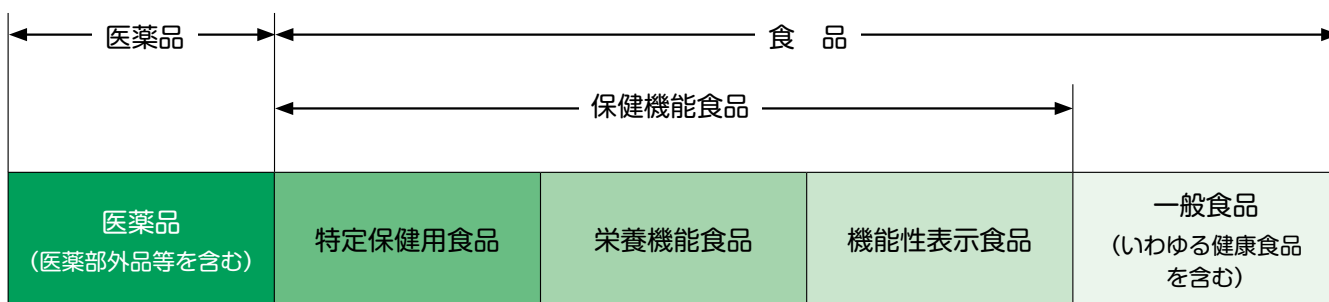 医薬品
食 品
保健機能食品
医薬品
(医薬部外品等を含む)
特定保健用食品
栄養機能食品
機能性表示食品
一般食品
(いわゆる健康食品
を含む)